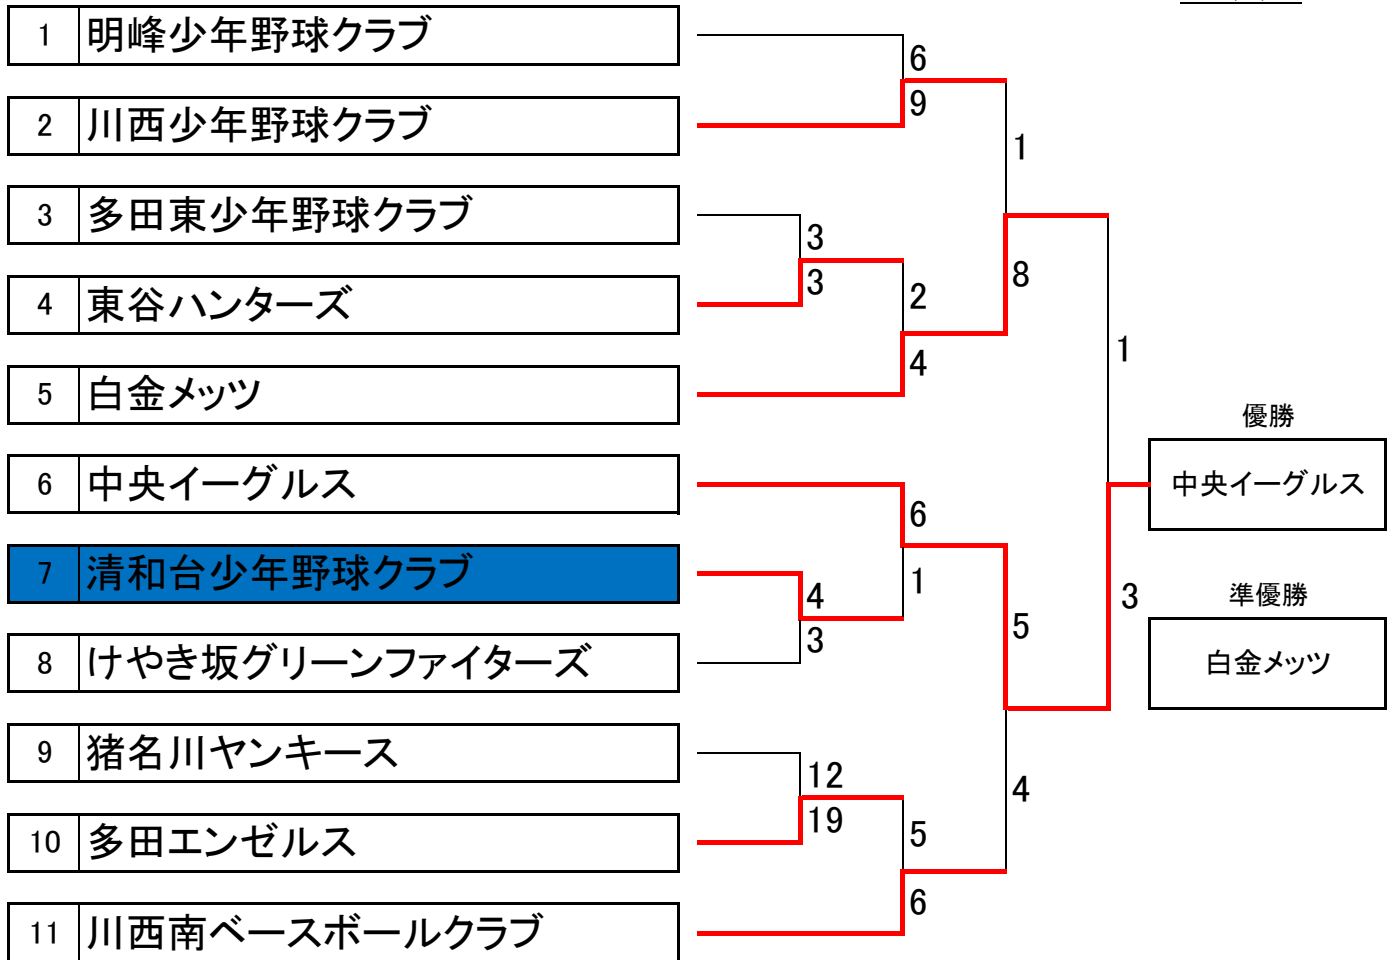 1 明峰少年野球クラブ
6
9
2 川西少年野球クラブ
1
3 多田東少年野球クラブ
3
3
8
2
4 東谷ハンターズ
1
4
5 白金メッツ
優勝
中央イーグルス
6 中央イーグルス
6
7 清和台少年野球クラブ
1
4
3
準優勝
5
3
8 けやき坂グリーンファイターズ
白金メッツ
9 猪名川ヤンキース
12
4
19
5
10 多田エンゼルス
6
11 川西南ベースボールクラブ